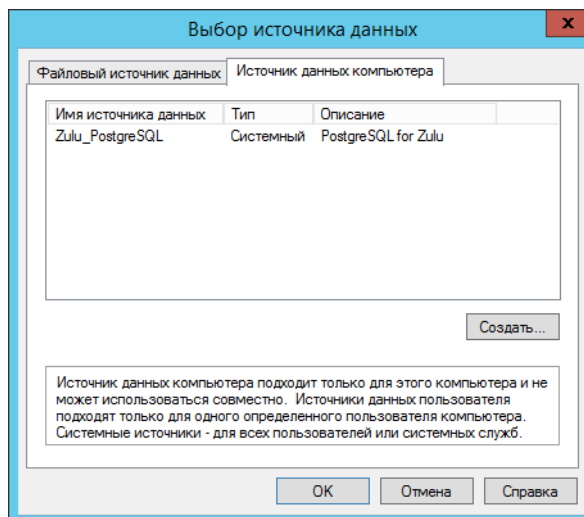 Выбор источника данных
x
Файловый источник данных Источник данных компьютера
Имя источника данных Тип Описание
Zulu_PostgreSQL Системный PostgreSQL for Zulu
Создать...
Источник данных компьютера подходит только для этого компьютера и не
может использоваться совместно. Источники данных пользователя
подходят только для одного определенного пользователя компьютера.
Системные источники - для всех пользователей или системных служб.
OK Отмена Справка